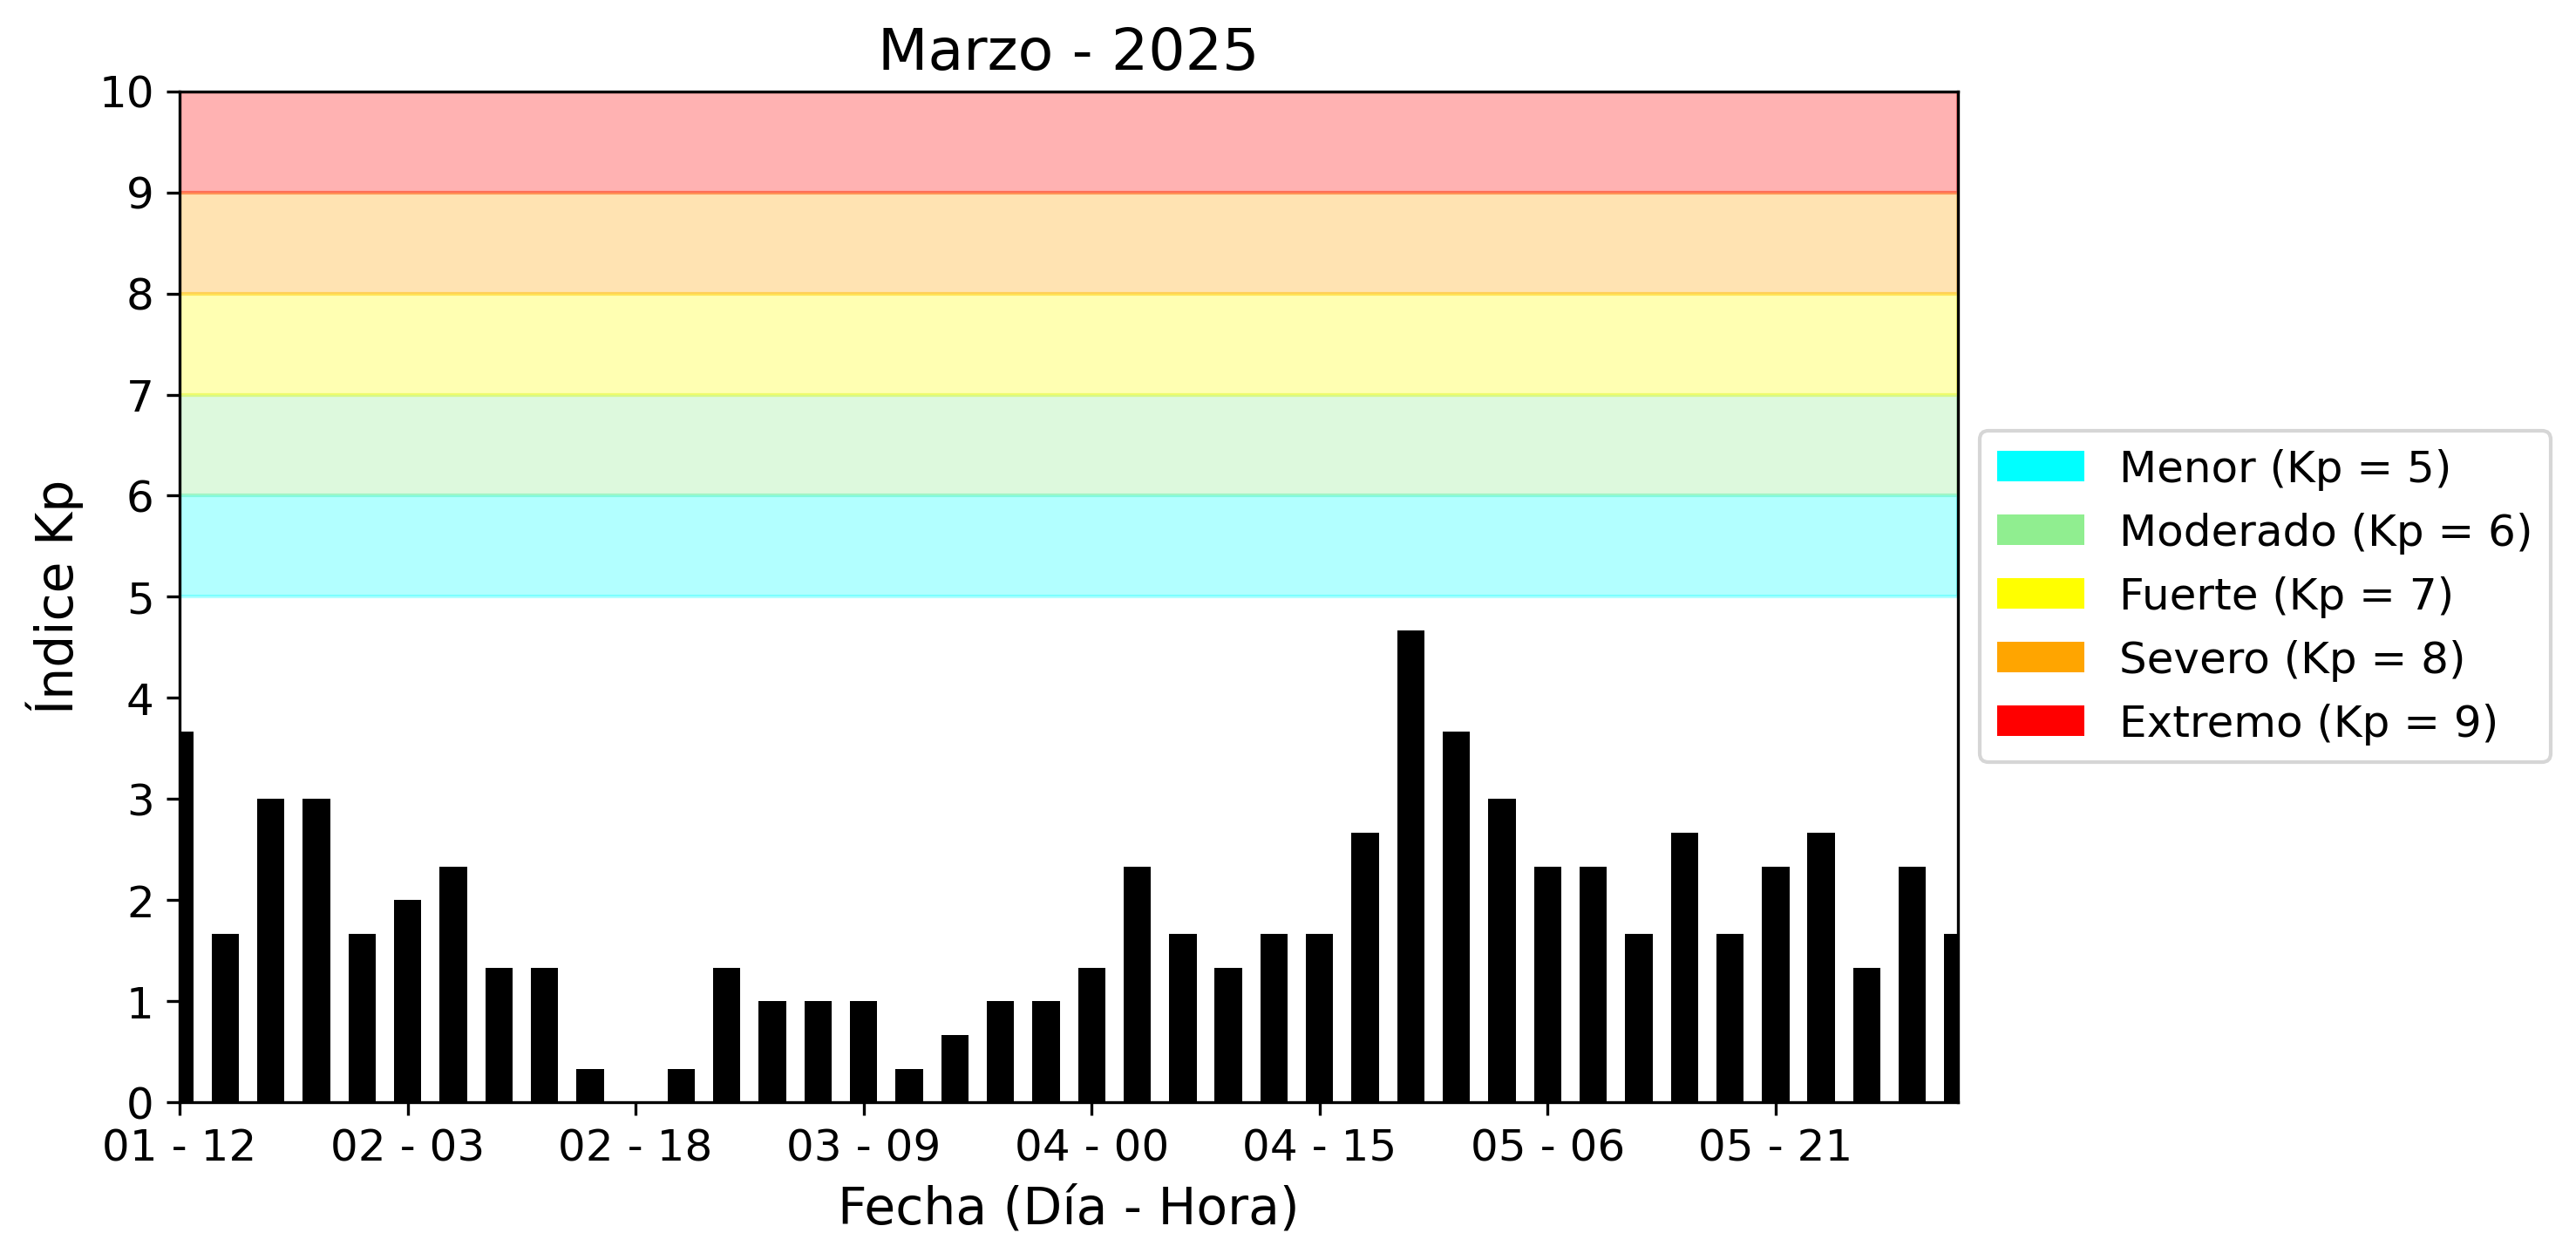 Marzo - 2025
10
9
8
7
6
5
4
3
2
1
0
Índice Kp
01 - 12
02 - 03
02 - 18
03 - 09
04 - 00
04 - 15
05 - 06
05 - 21
Fecha (Día - Hora)
Menor (Kp = 5)
Moderado (Kp = 6)
Fuerte (Kp = 7)
Severo (Kp = 8)
Extremo (Kp = 9)